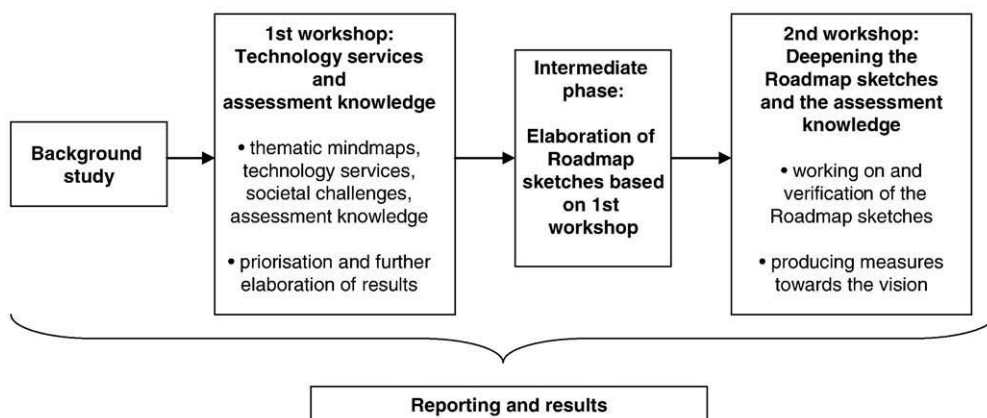 Background
study
1st workshop:
Technology services
and
assessment knowledge
• thematic mindmaps,
technology services,
societal challenges,
assessment knowledge
• priorisation and further
elaboration of results
Intermediate
phase:
Elaboration of
Roadmap
sketches based
on 1st
workshop
2nd workshop:
Deepening the
Roadmap sketches
and the assessment
knowledge
• working on and
verification of the
Roadmap sketches
• producing measures
towards the vision
Reporting and results